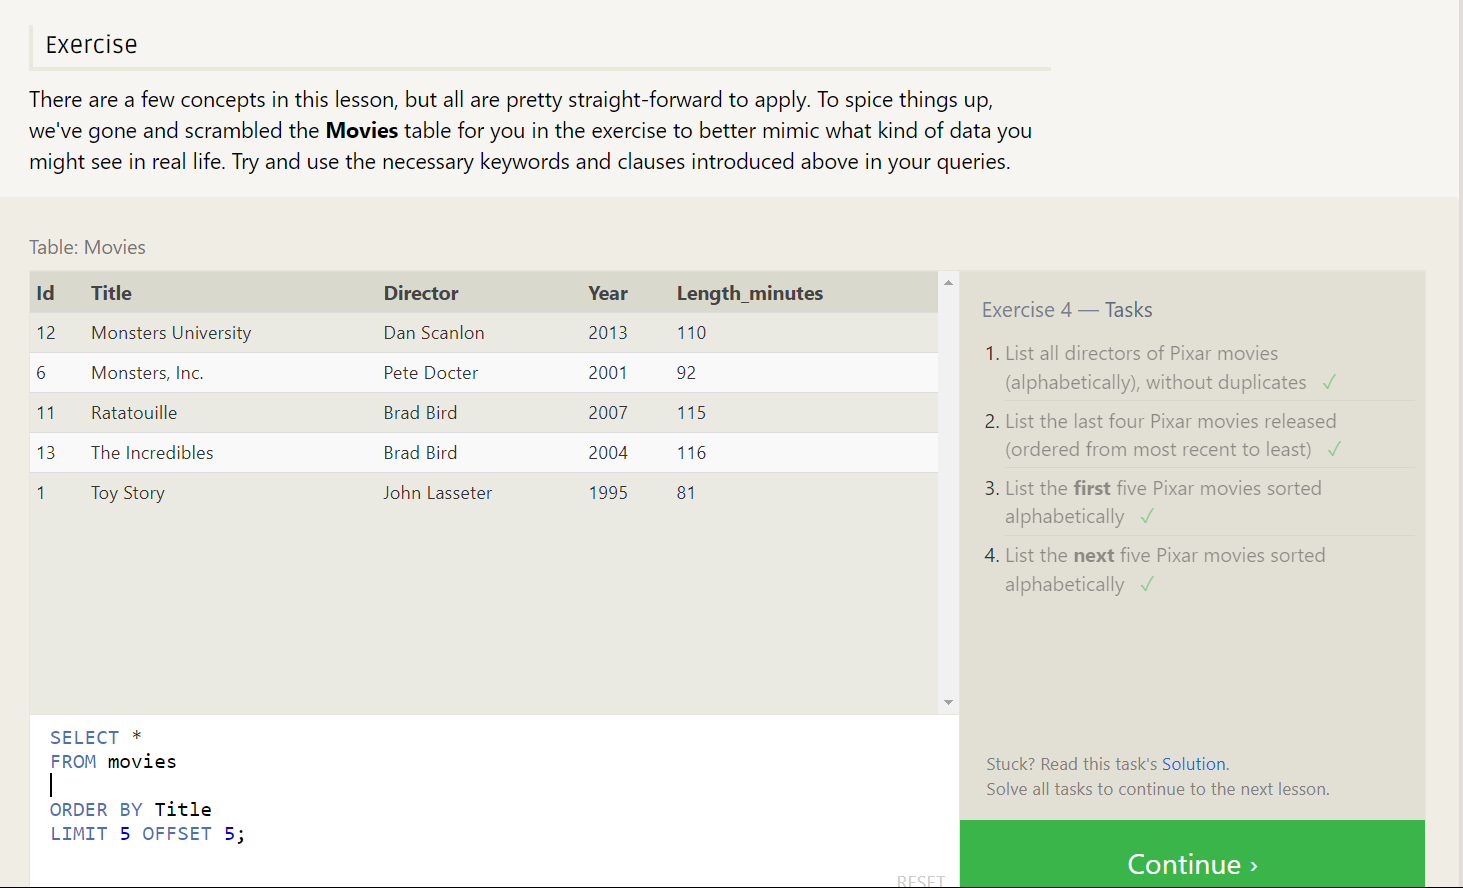 Exercise
There are a few concepts in this lesson, but all are pretty straight-forward to apply. To spice things up,
we've gone and scrambled the Movies table for you in the exercise to better mimic what kind of data you
might see in real life. Try and use the necessary keywords and clauses introduced above in your queries.
Table: Movies
Id Title Director Year Length_minutes
12 Monsters University Dan Scanlon 2013 110
6 Monsters, Inc. Pete Docter 2001 92
11 Ratatouille Brad Bird 2007 115
13 The Incredibles Brad Bird 2004 116
1 Toy Story John Lasseter 1995 81
SELECT *
FROM movies
ORDER BY Title
LIMIT 5 OFFSET 5;
RESET
Exercise 4 — Tasks
1. List all directors of Pixar movies
(alphabetically), without duplicates ✓
2. List the last four Pixar movies released
(ordered from most recent to least) ✓
3. List the first five Pixar movies sorted
alphabetically ✓
4. List the next five Pixar movies sorted
alphabetically ✓
Stuck? Read this task's Solution.
Solve all tasks to continue to the next lesson.
Continue ›